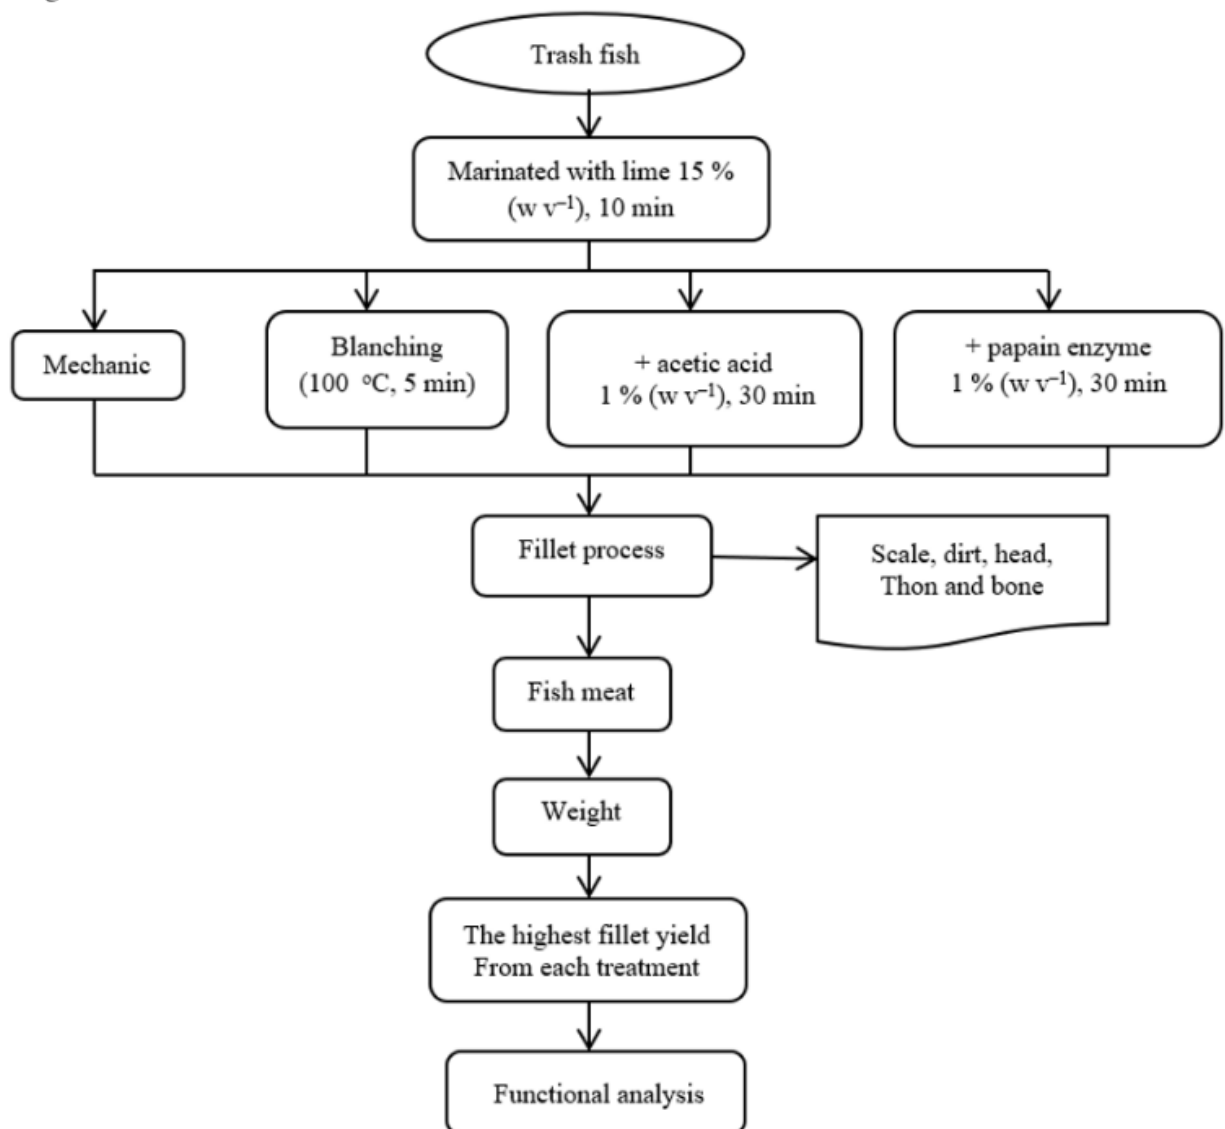 Trash fish
Marinated with lime 15 %
(w v⁻¹), 10 min
Mechanic
Blanching
(100 °C, 5 min)
+ acetic acid
1 % (w v⁻¹), 30 min
+ papain enzyme
1 % (w v⁻¹), 30 min
Fillet process
Scale, dirt, head,
Thon and bone
Fish meat
Weight
The highest fillet yield
From each treatment
Functional analysis